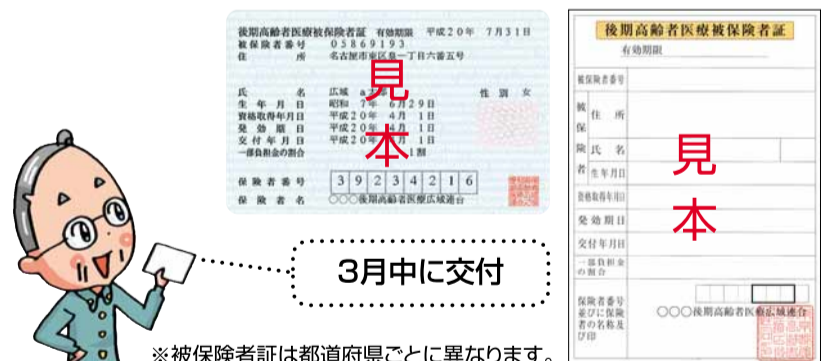 後期高齢者医療被保険者証 有効期限 平成20年 7月31日
被保険者番号 05869193
住所 名古屋市東区泉一丁目六番五号
氏名 広域 a
性別 女
生年月日 昭和 7年 6月29日
資格取得年月日 平成20年 4月 1日
発効期日 平成20年 4月 1日
交付年月日 平成20年 月 1日
一部負担金の割合 1割
見本
保険者番号 39234216
保険者名 〇〇〇後期高齢者医療広域連合
後期高齢者医療被保険者証
有効期限
被保険者番号
被保険者
住所
氏名
生年月日
資格取得年月日
発効期日
交付年月日
一部負担金の割合
見本
保険者番号並びに保険者の名称及び印
〇〇〇後期高齢者医療広域連合
3月中に交付
※被保険者証は都道府県ごとに異なります。